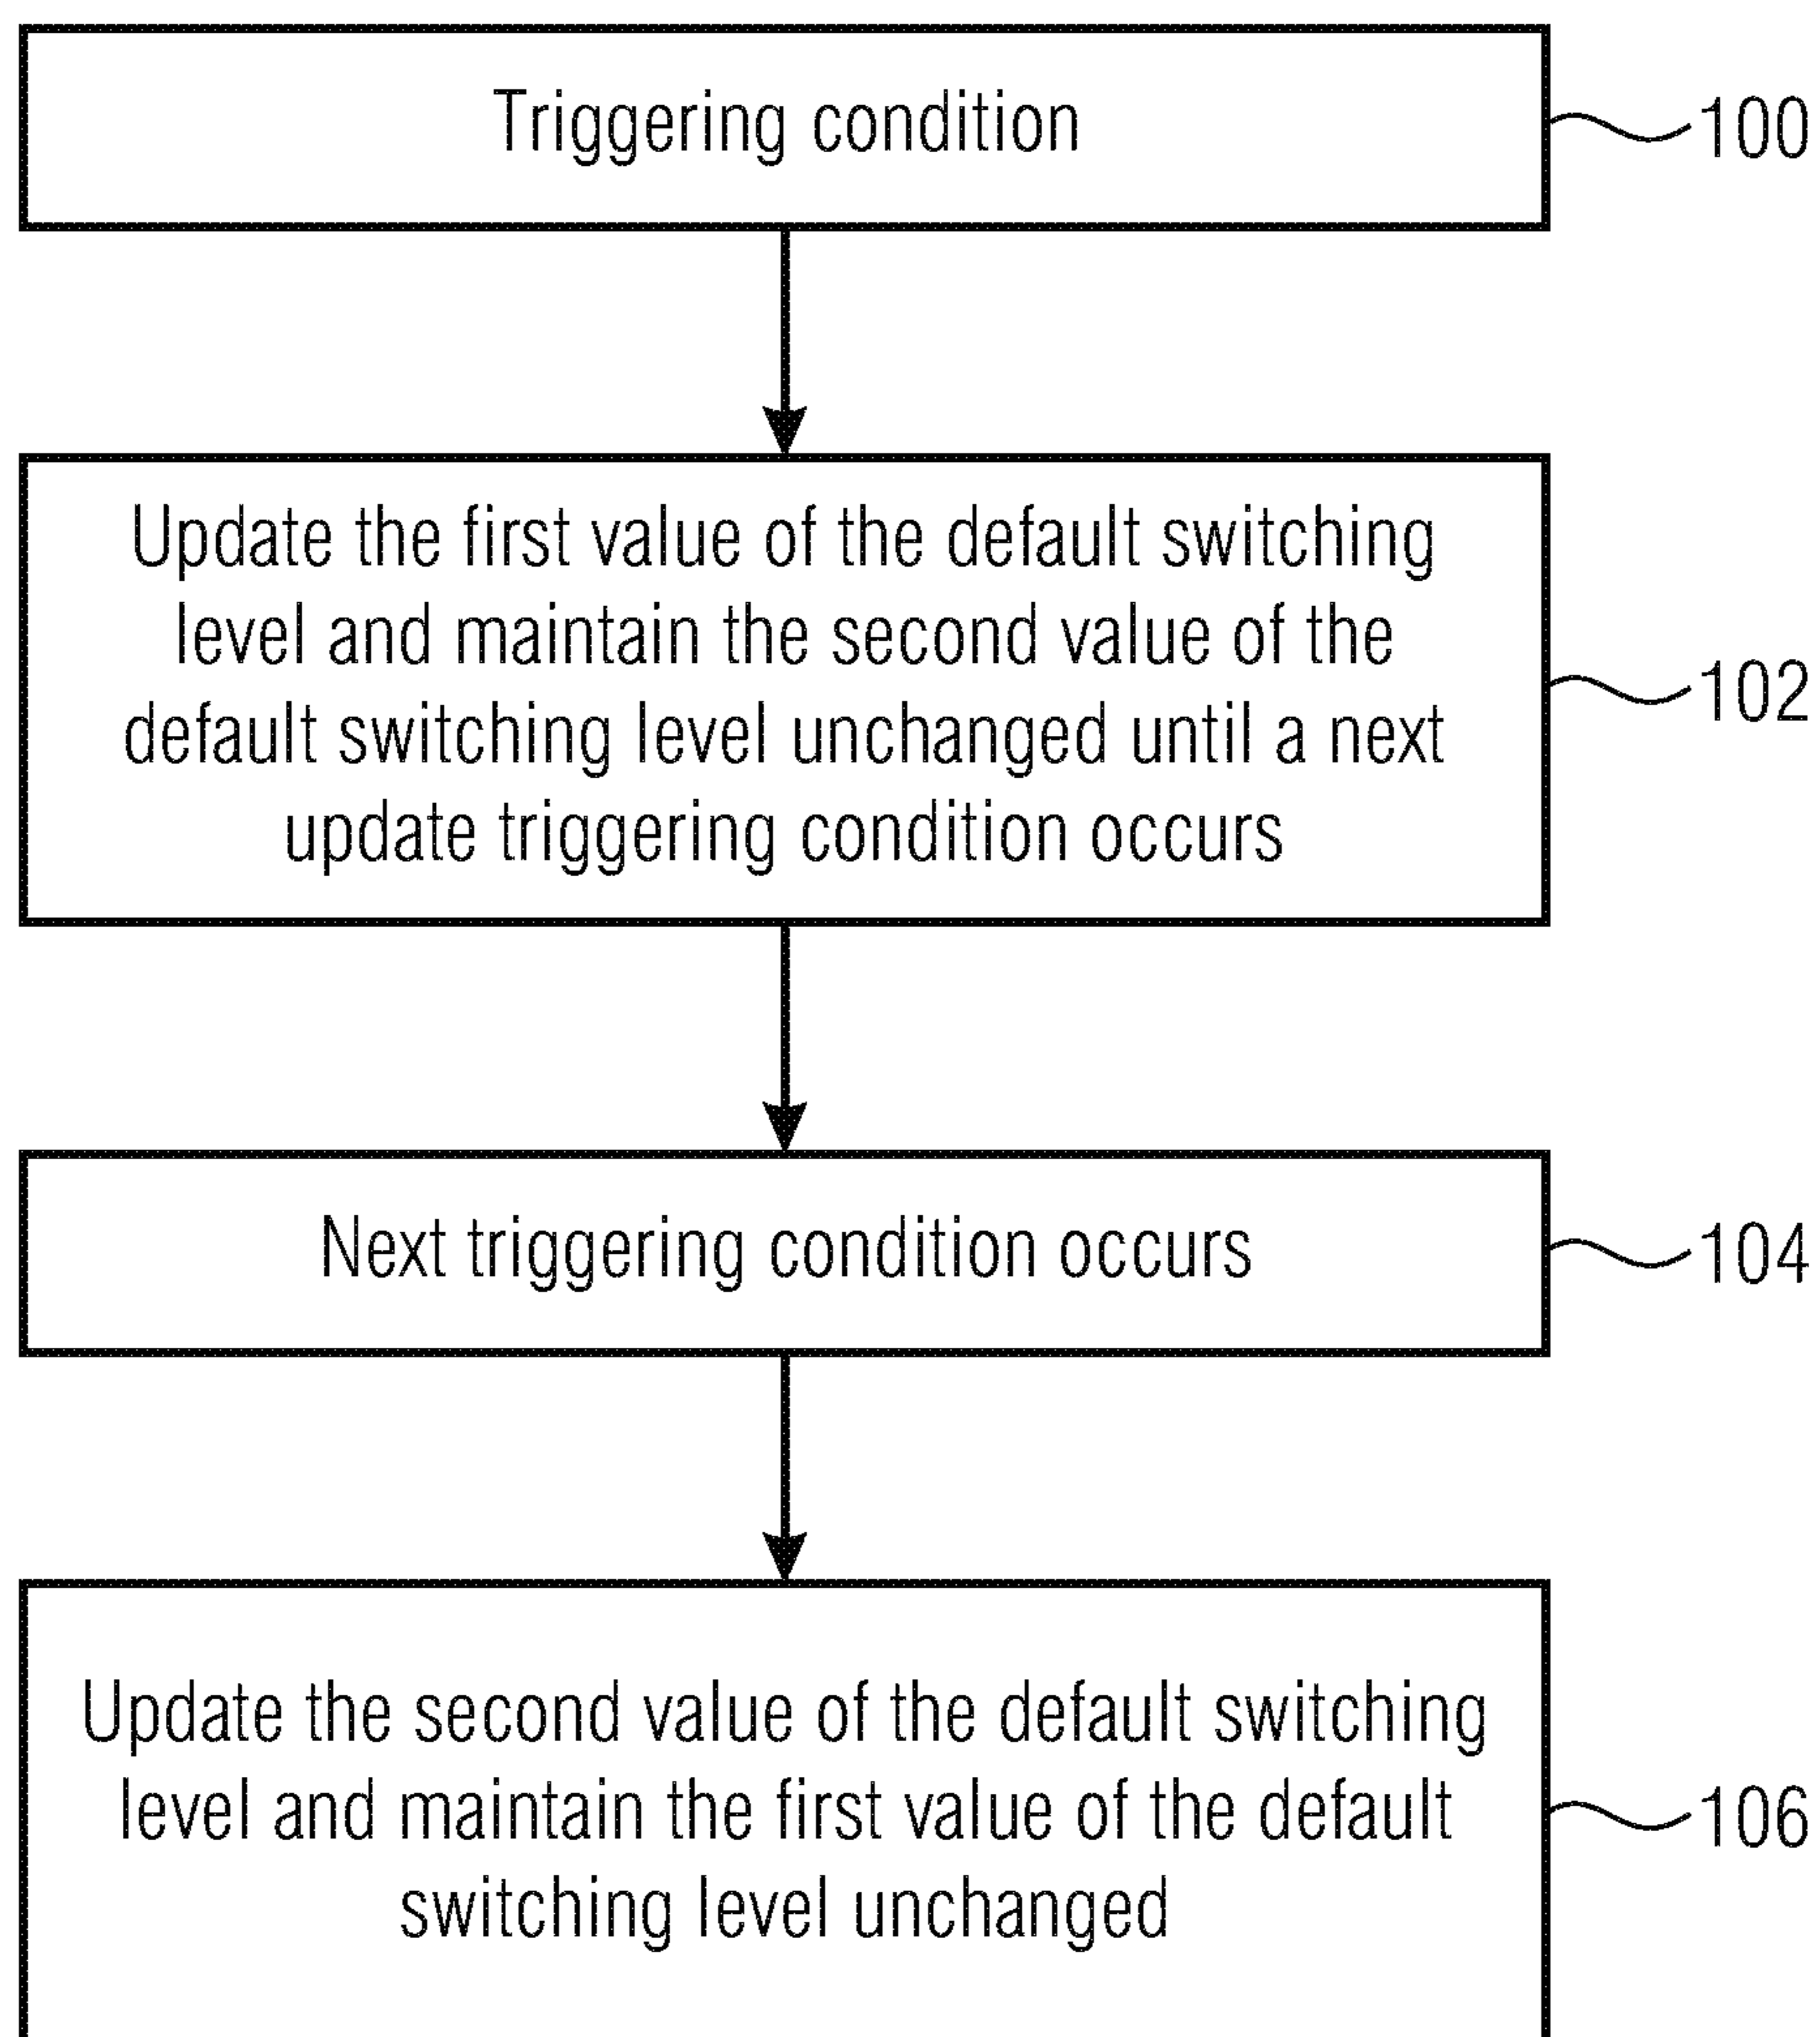 Triggering condition
100
Update the first value of the default switching
level and maintain the second value of the
default switching level unchanged until a next
update triggering condition occurs
102
Next triggering condition occurs
104
Update the second value of the default switching
level and maintain the first value of the default
switching level unchanged
106